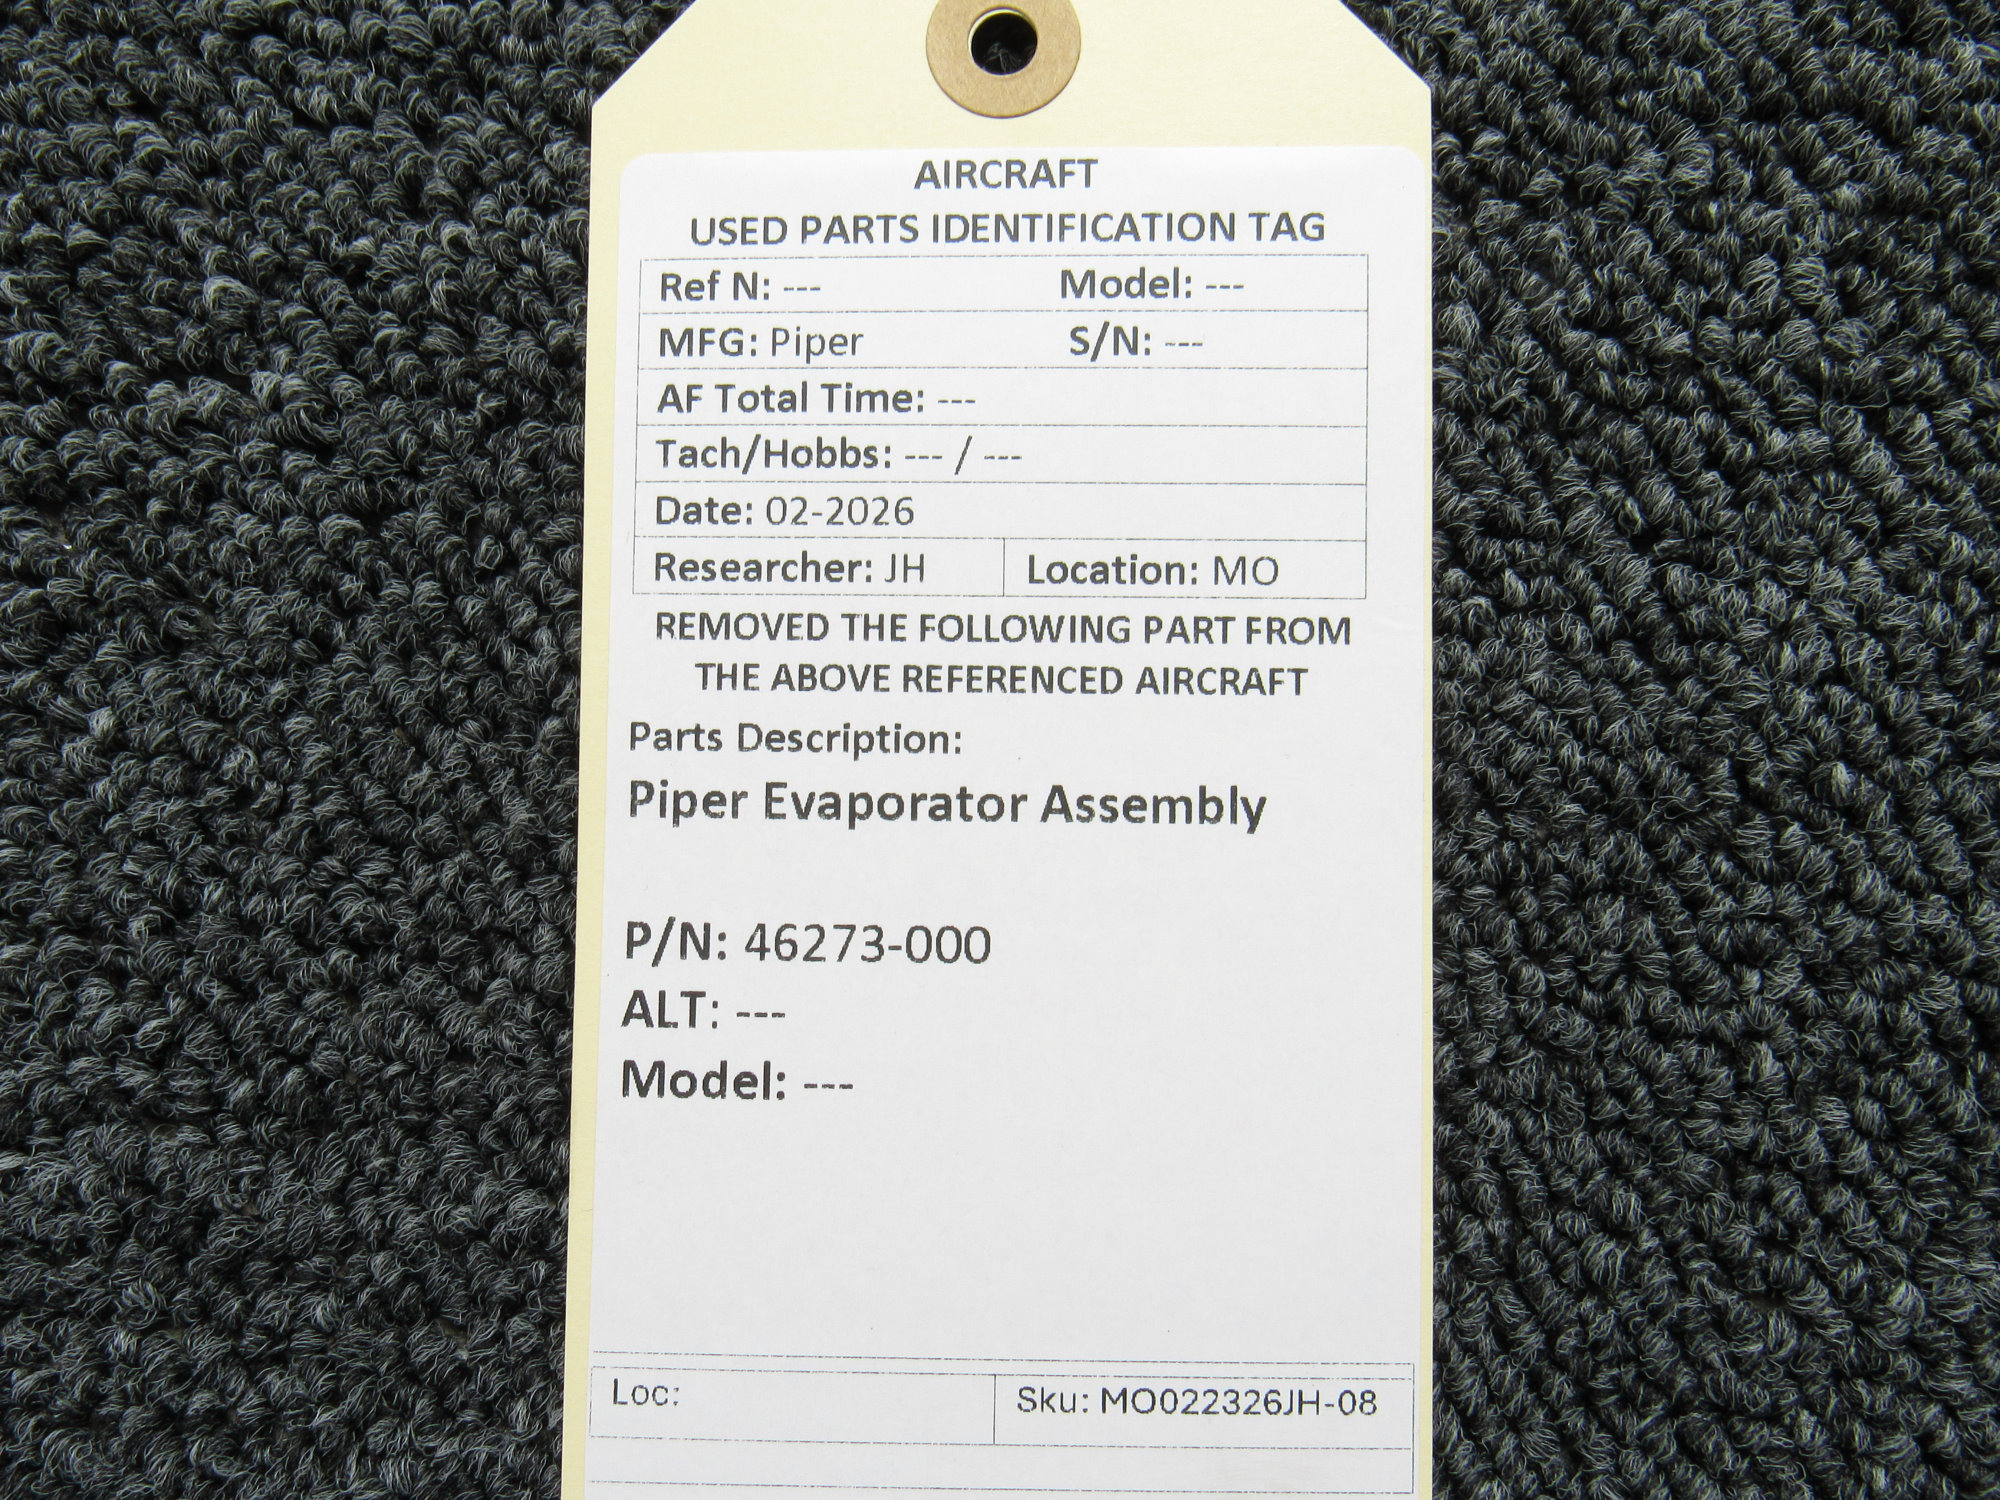 AIRCRAFT
USED PARTS IDENTIFICATION TAG
Ref N: --- Model: ---
MFG: Piper S/N: ---
AF Total Time: ---
Tach/Hobbs: --- / ---
Date: 02-2026
Researcher: JH Location: MO
REMOVED THE FOLLOWING PART FROM
THE ABOVE REFERENCED AIRCRAFT
Parts Description:
Piper Evaporator Assembly
P/N: 46273-000
ALT: ---
Model: ---
Loc: Sku: MO022326JH-08